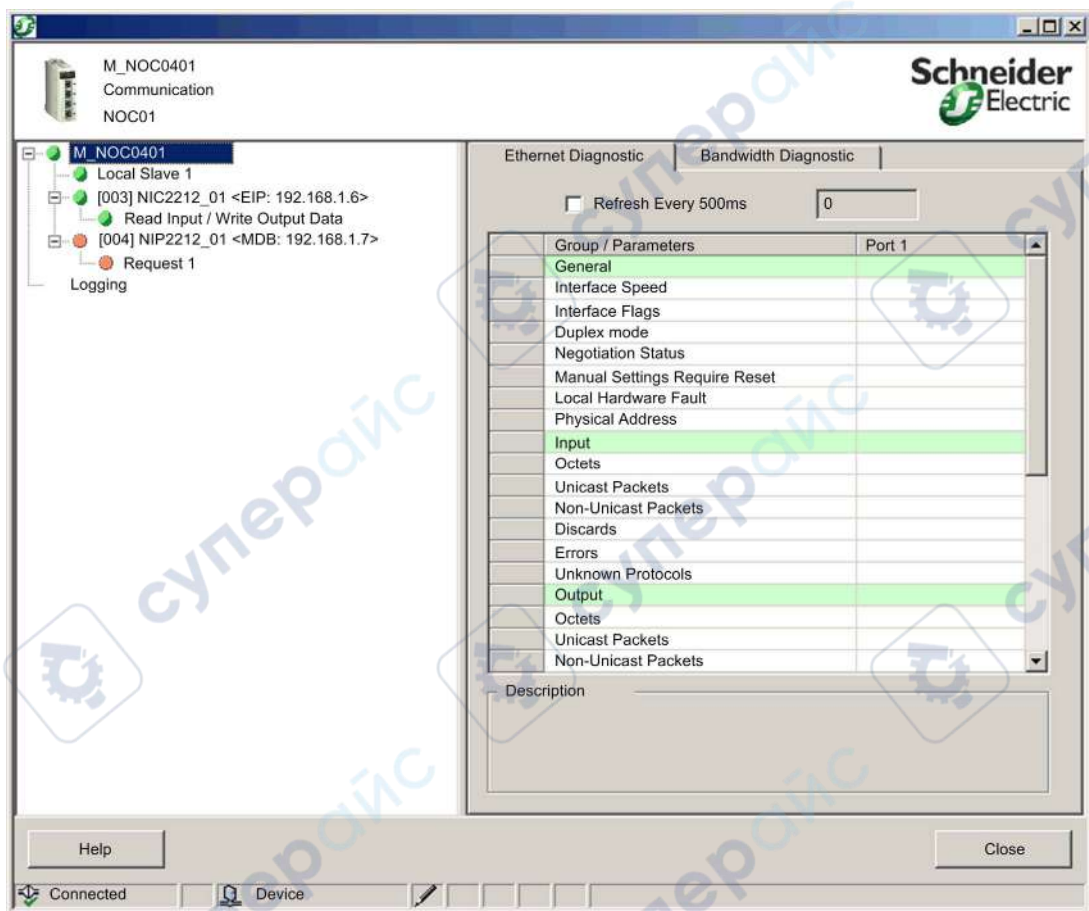 M_NOC0401
Communication
NOC01
Schneider
Electric
M_NOC0401
Local Slave 1
[003] NIC2212_01 <EIP: 192.168.1.6>
Read Input / Write Output Data
[004] NIP2212_01 <MDB: 192.168.1.7>
Request 1
Logging
Ethernet Diagnostic Bandwidth Diagnostic
Refresh Every 500ms 0
Group / Parameters Port 1
General
Interface Speed
Interface Flags
Duplex mode
Negotiation Status
Manual Settings Require Reset
Local Hardware Fault
Physical Address
Input
Octets
Unicast Packets
Non-Unicast Packets
Discards
Errors
Unknown Protocols
Output
Octets
Unicast Packets
Non-Unicast Packets
Description
Help Close
Connected Device
суперайс
суперайс
суперайс
суперайс